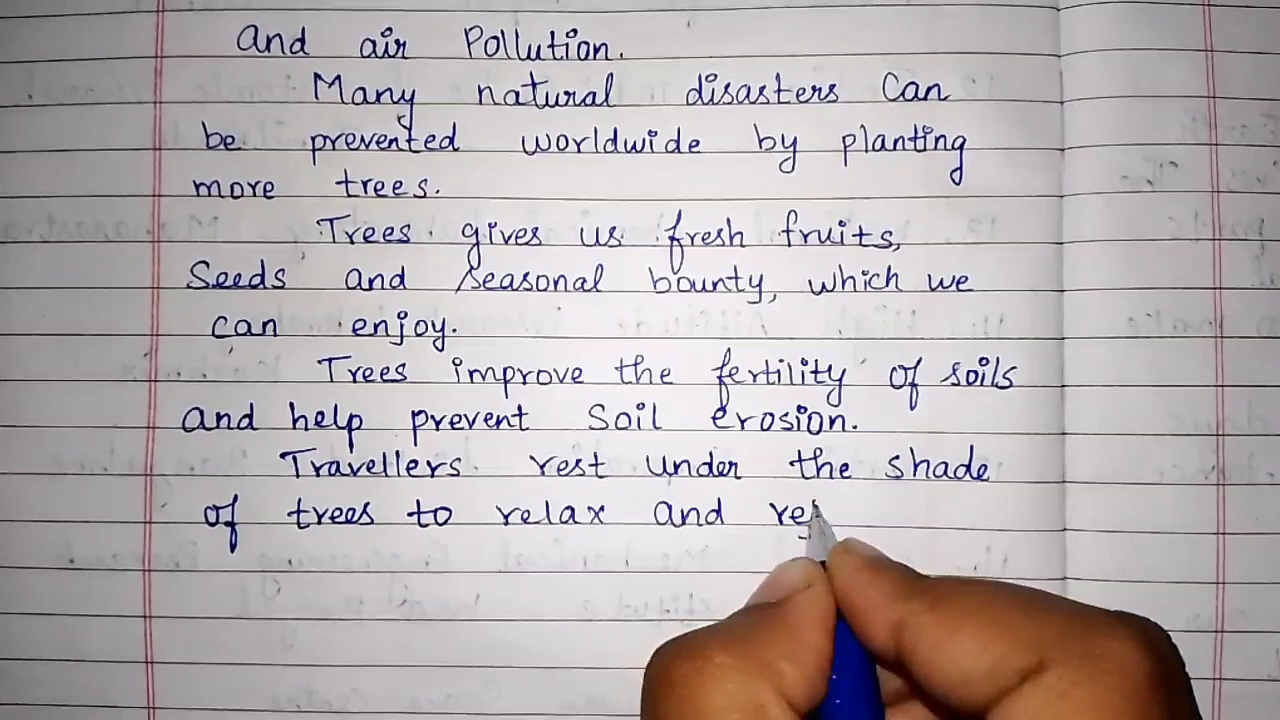 and air Pollution.
Many natural disasters Can
be prevented worldwide by planting
more trees.
Trees gives us fresh fruits,
Seeds and seasonal bounty, which we
can enjoy.
Trees improve the fertility of soils
and help prevent Soil erosion.
Travellers rest under the shade
of trees to relax and